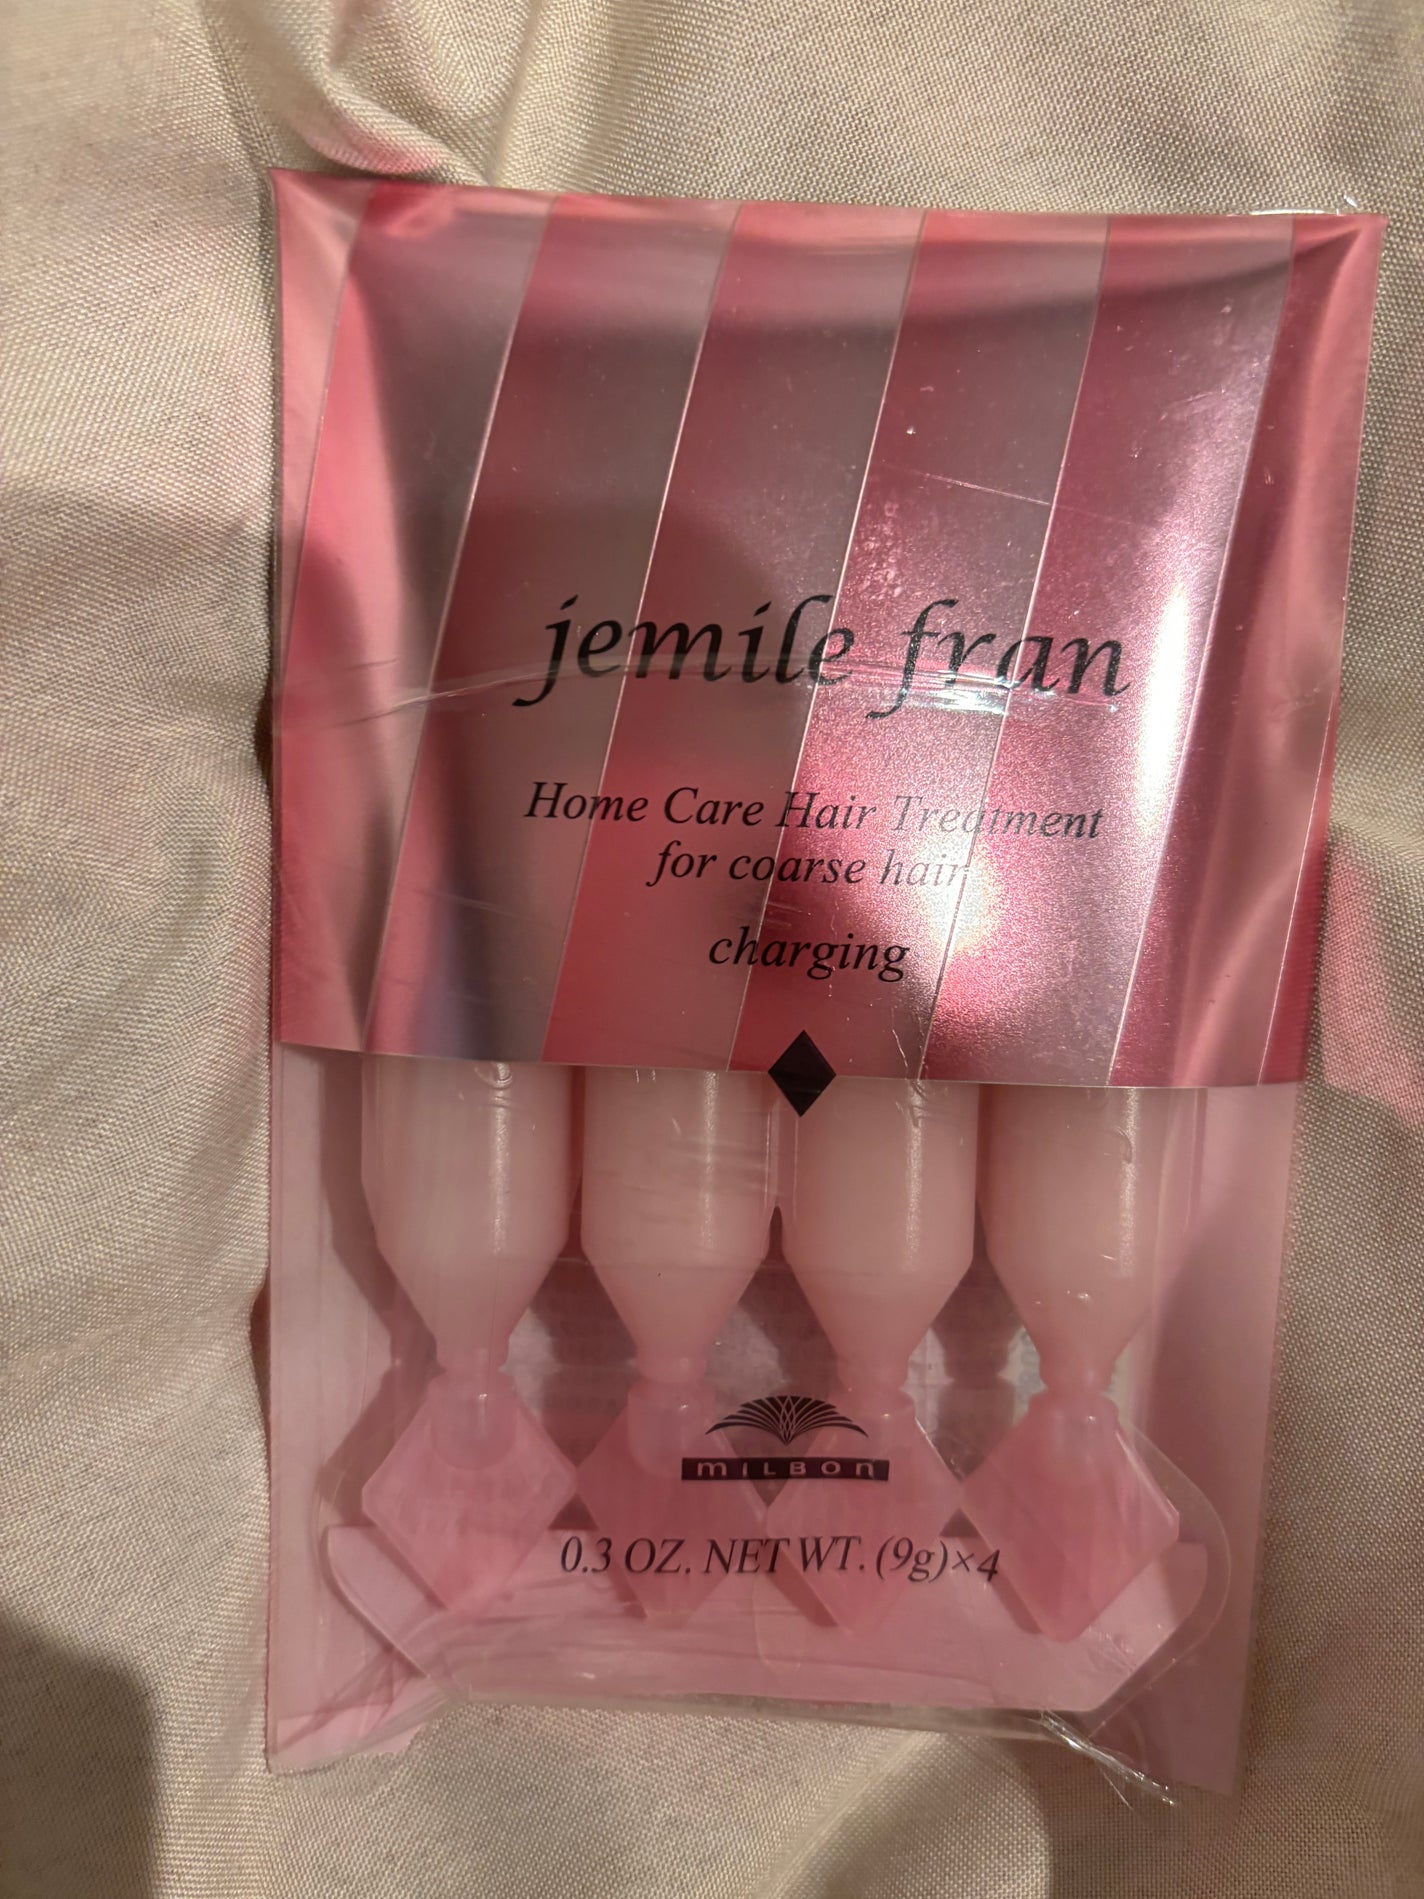 jemile fran
Home Care Hair Treatment
for coarse hair
charging
MILBON
0.3 OZ. NET WT. (9g)×4